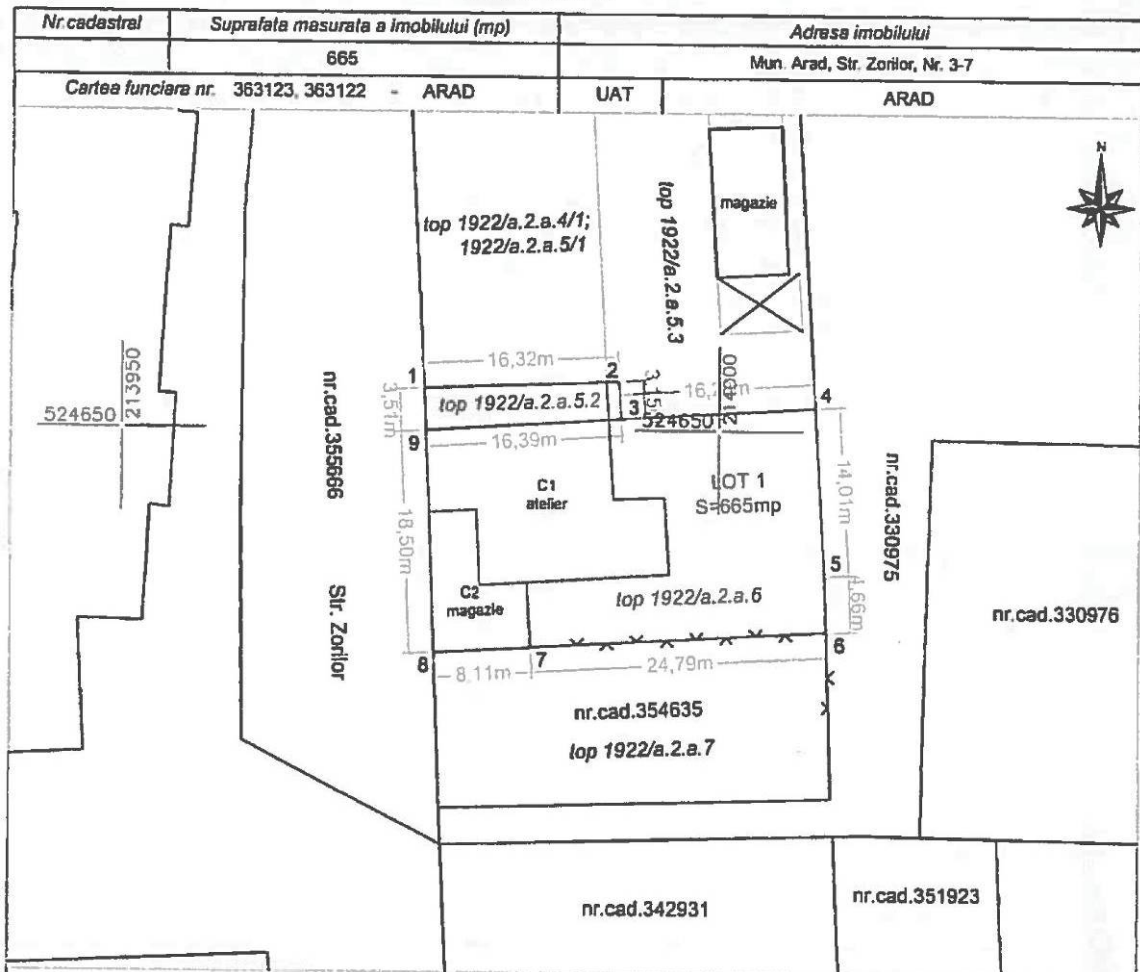 Nr.cadastral
Suprafata masurata a imobilului (mp)
Adresa imobilului
665
Mun. Arad, Str. Zorilor, Nr. 3-7
Cartea funciara nr. 363123, 363122 - ARAD
UAT
ARAD
N
magazie
top 1922/a.2.a.4/1;
1922/a.2.a.5/1
top 1922/a.2.a.5.3
213950
524650
nr.cad.355666
Str. Zorilor
16,32m
1
2
3
4
3,51m
top 1922/a.2.a.5.2
214000
524650
9
16,39m
C1
atelier
LOT 1
S=665mp
14,01m
nr.cad.330975
18,50m
5
C2
magazie
top 1922/a.2.a.6
nr.cad.330976
6
8
7
8,11m
24,79m
nr.cad.354635
top 1922/a.2.a.7
nr.cad.342931
nr.cad.351923